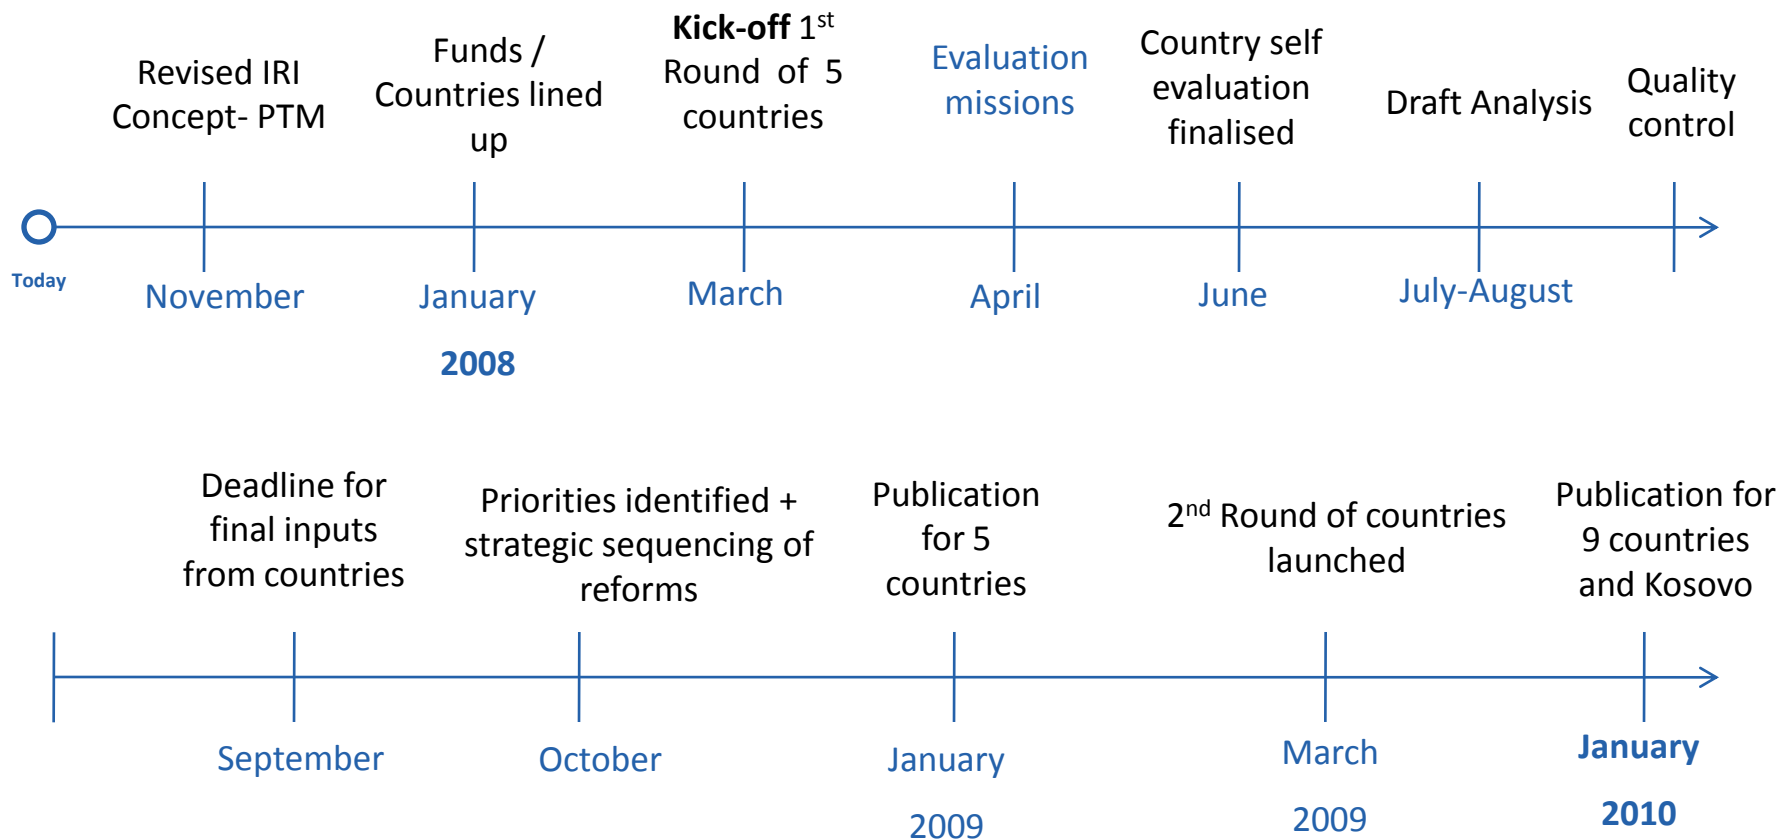 Revised IRI
Concept- PTM
Funds /
Countries lined
up
Kick-off 1st
Round of 5
countries
Evaluation
missions
Country self
evaluation
finalised
Draft Analysis
Quality
control
Today
November
January
2008
March
April
June
July-August
Deadline for
final inputs
from countries
Priorities identified +
strategic sequencing of
reforms
Publication
for 5
countries
2nd Round of countries
launched
Publication for
9 countries
and Kosovo
September
October
January
2009
March
2009
January
2010